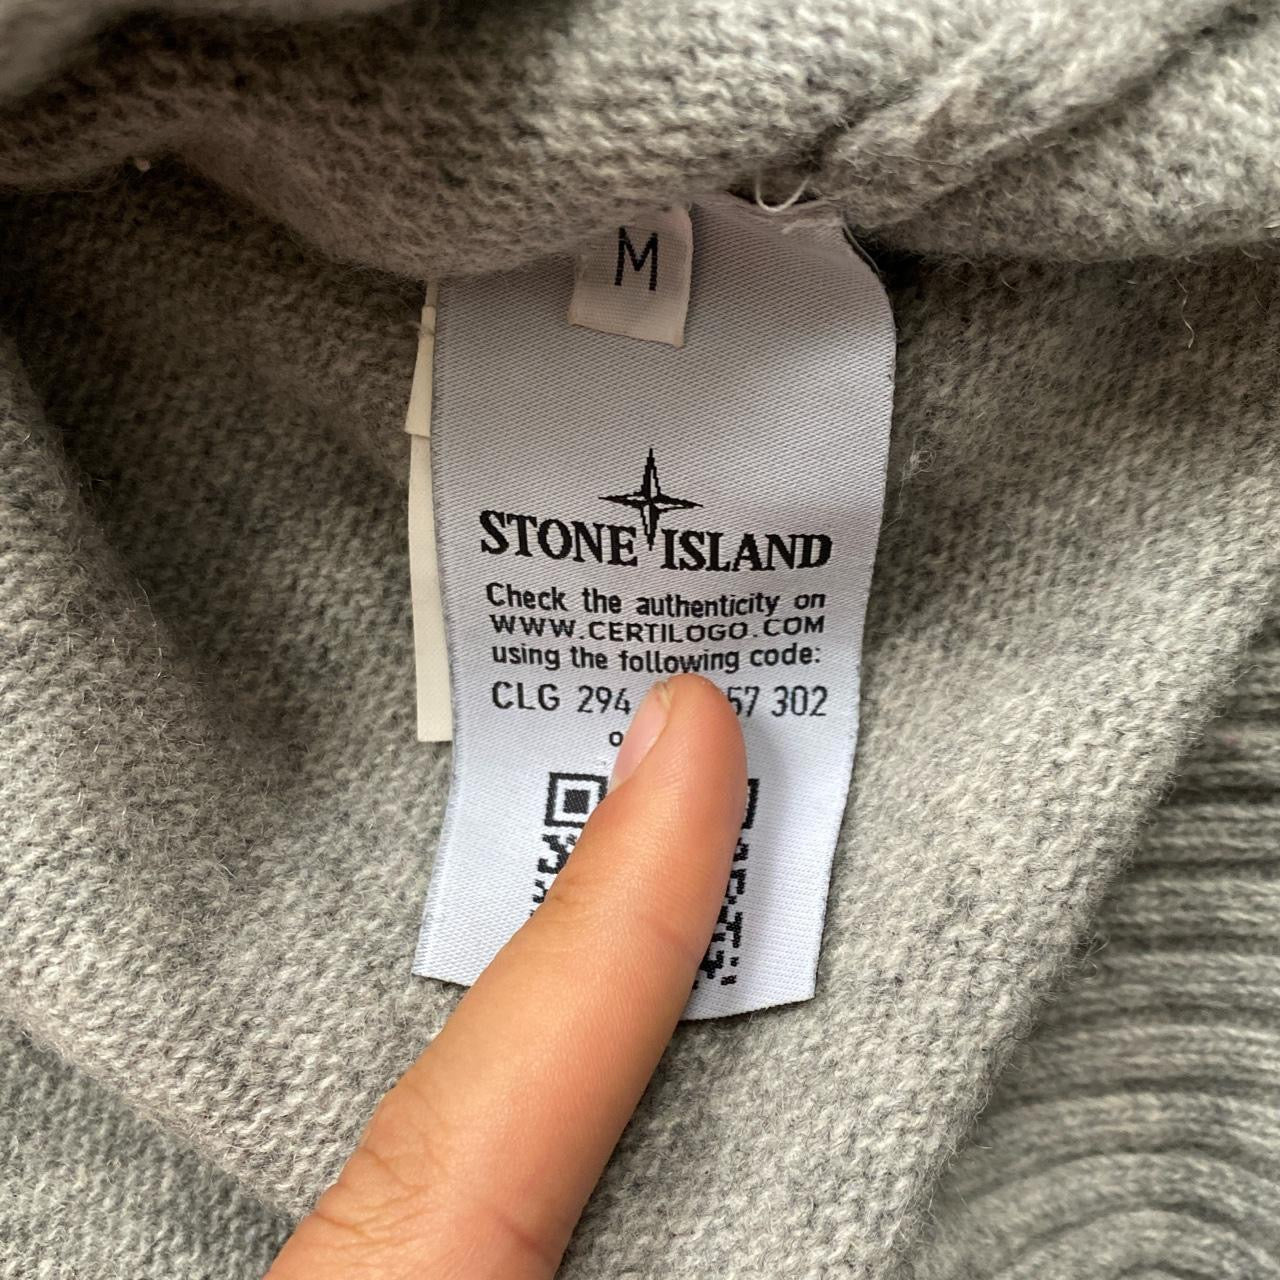 M
STONE ISLAND
Check the authenticity on
WWW.CERTILOGO.COM
using the following code:
CLG 294 57 302